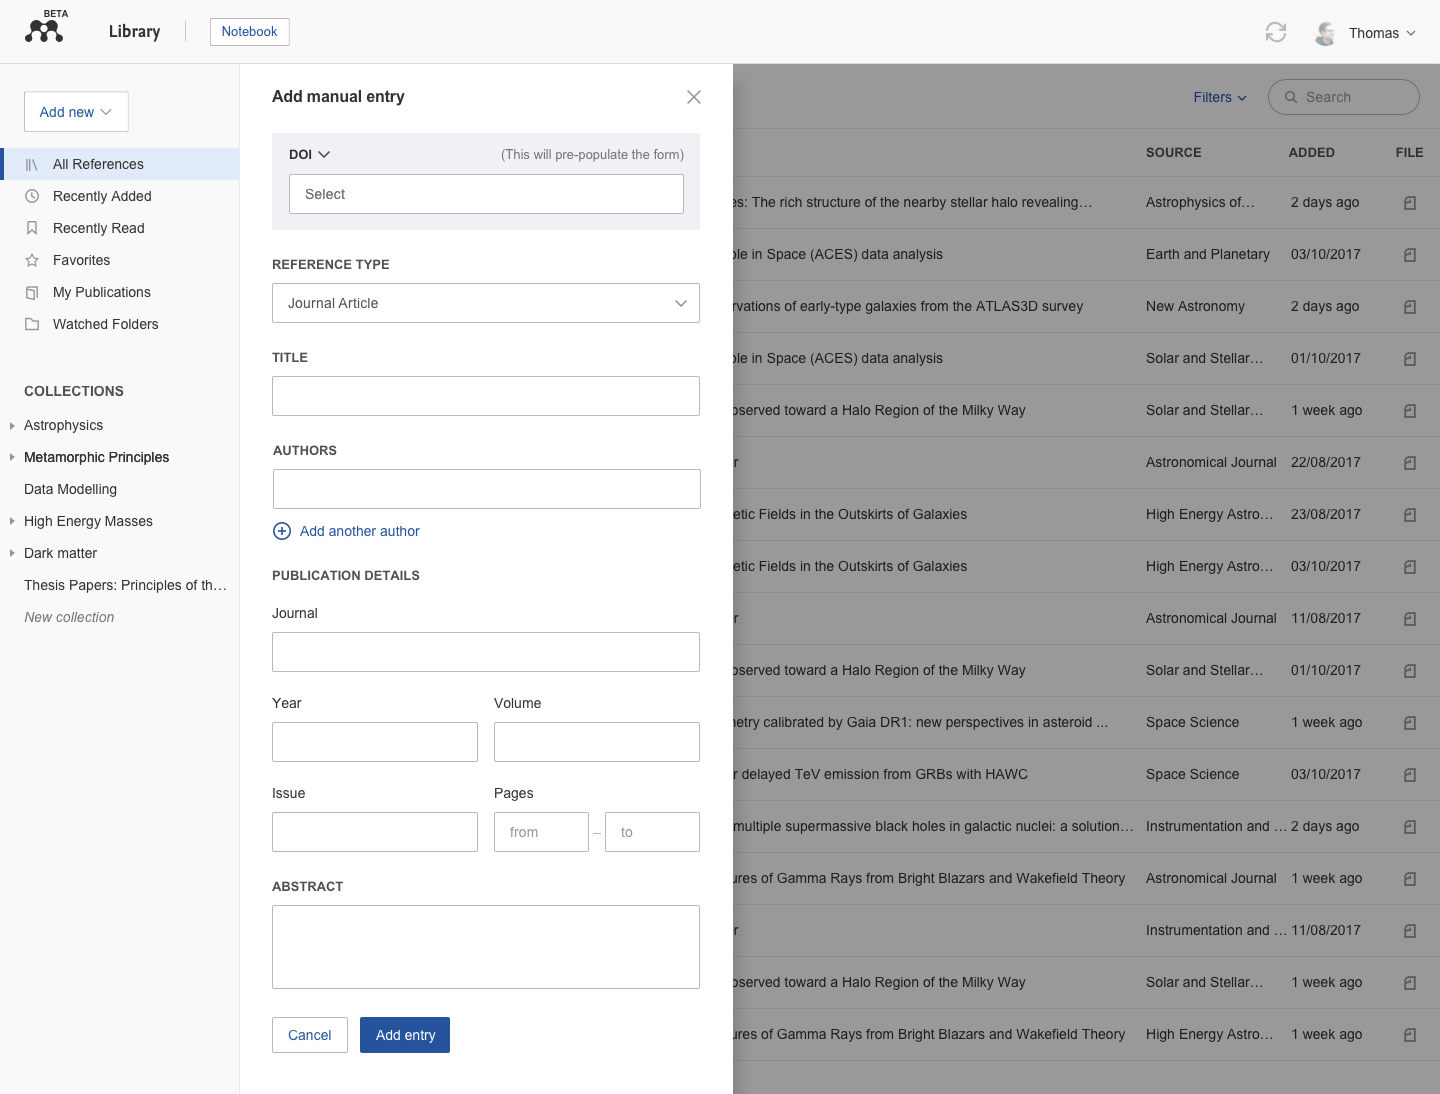 BETA
Library
Notebook
Thomas
Add new
All References
Recently Added
Recently Read
Favorites
My Publications
Watched Folders
COLLECTIONS
Astrophysics
Metamorphic Principles
Data Modelling
High Energy Masses
Dark matter
Thesis Papers: Principles of th…
New collection
Add manual entry
DOI (This will pre-populate the form)
Select
REFERENCE TYPE
Journal Article
TITLE
AUTHORS
Add another author
PUBLICATION DETAILS
Journal
Year Volume
Issue Pages
from – to
ABSTRACT
Cancel Add entry
Filters Search
SOURCE ADDED FILE
The rich structure of the nearby stellar halo revealing… Astrophysics of… 2 days ago
in Space (ACES) data analysis Earth and Planetary 03/10/2017
of early-type galaxies from the ATLAS3D survey New Astronomy 2 days ago
in Space (ACES) data analysis Solar and Stellar… 01/10/2017
toward a Halo Region of the Milky Way Solar and Stellar… 1 week ago
Astronomical Journal 22/08/2017
Fields in the Outskirts of Galaxies High Energy Astro… 23/08/2017
Fields in the Outskirts of Galaxies High Energy Astro… 03/10/2017
Astronomical Journal 11/08/2017
toward a Halo Region of the Milky Way Solar and Stellar… 01/10/2017
calibrated by Gaia DR1: new perspectives in asteroid ... Space Science 1 week ago
delayed TeV emission from GRBs with HAWC Space Science 03/10/2017
multiple supermassive black holes in galactic nuclei: a solution… Instrumentation and … 2 days ago
of Gamma Rays from Bright Blazars and Wakefield Theory Astronomical Journal 1 week ago
Instrumentation and … 11/08/2017
toward a Halo Region of the Milky Way Solar and Stellar… 1 week ago
of Gamma Rays from Bright Blazars and Wakefield Theory High Energy Astro… 1 week ago